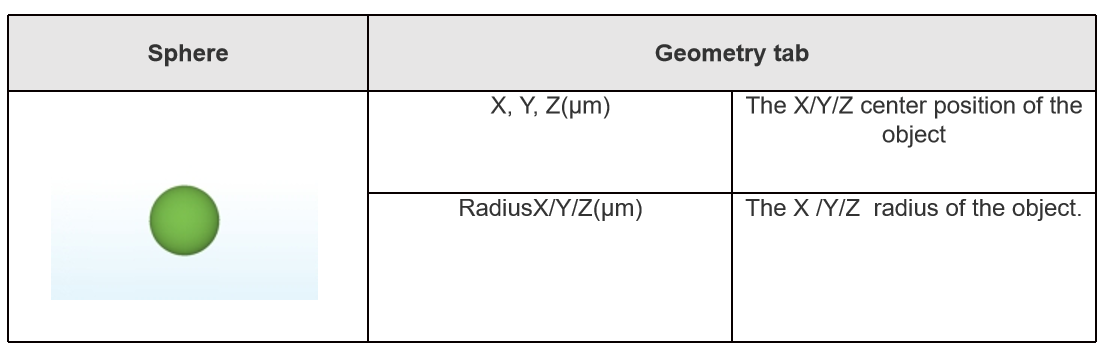 Sphere
Geometry tab
X, Y, Z(μm)
The X/Y/Z center position of the
object
RadiusX/Y/Z(μm)
The X /Y/Z  radius of the object.